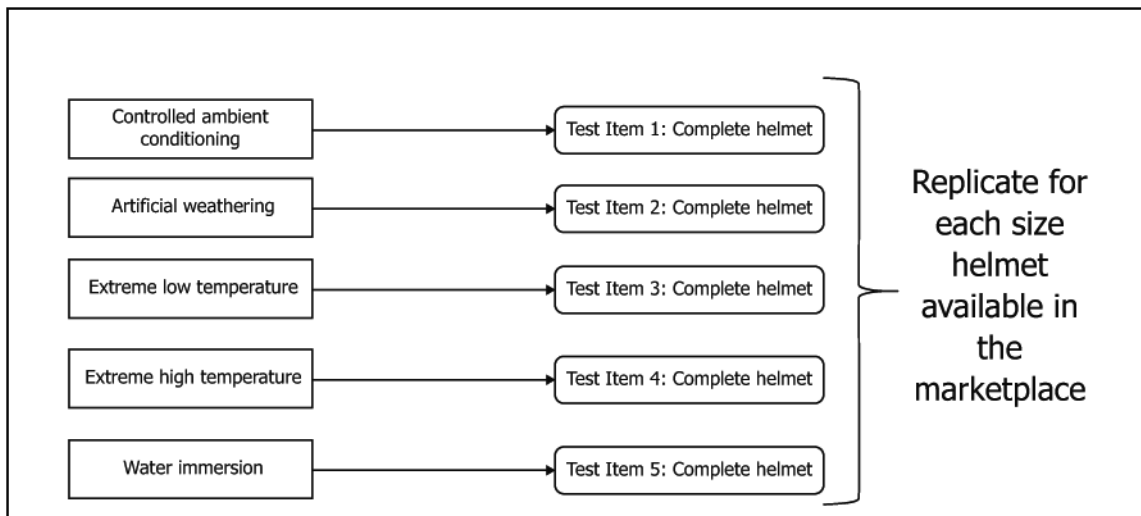 Controlled ambient
conditioning
Test Item 1: Complete helmet
Artificial weathering
Test Item 2: Complete helmet
Extreme low temperature
Test Item 3: Complete helmet
Extreme high temperature
Test Item 4: Complete helmet
Water immersion
Test Item 5: Complete helmet
Replicate for
each size
helmet
available in
the
marketplace